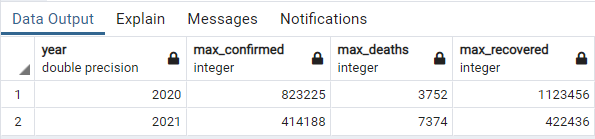 Data Output Explain Messages Notifications
year max_confirmed max_deaths max_recovered
double precision integer integer integer
1 2020 823225 3752 1123456
2 2021 414188 7374 422436